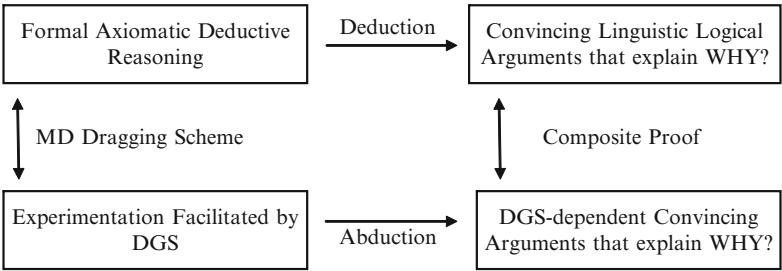 Formal Axiomatic Deductive
Reasoning
Deduction
Convincing Linguistic Logical
Arguments that explain WHY?
MD Dragging Scheme
Composite Proof
Experimentation Facilitated by
DGS
Abduction
DGS-dependent Convincing
Arguments that explain WHY?